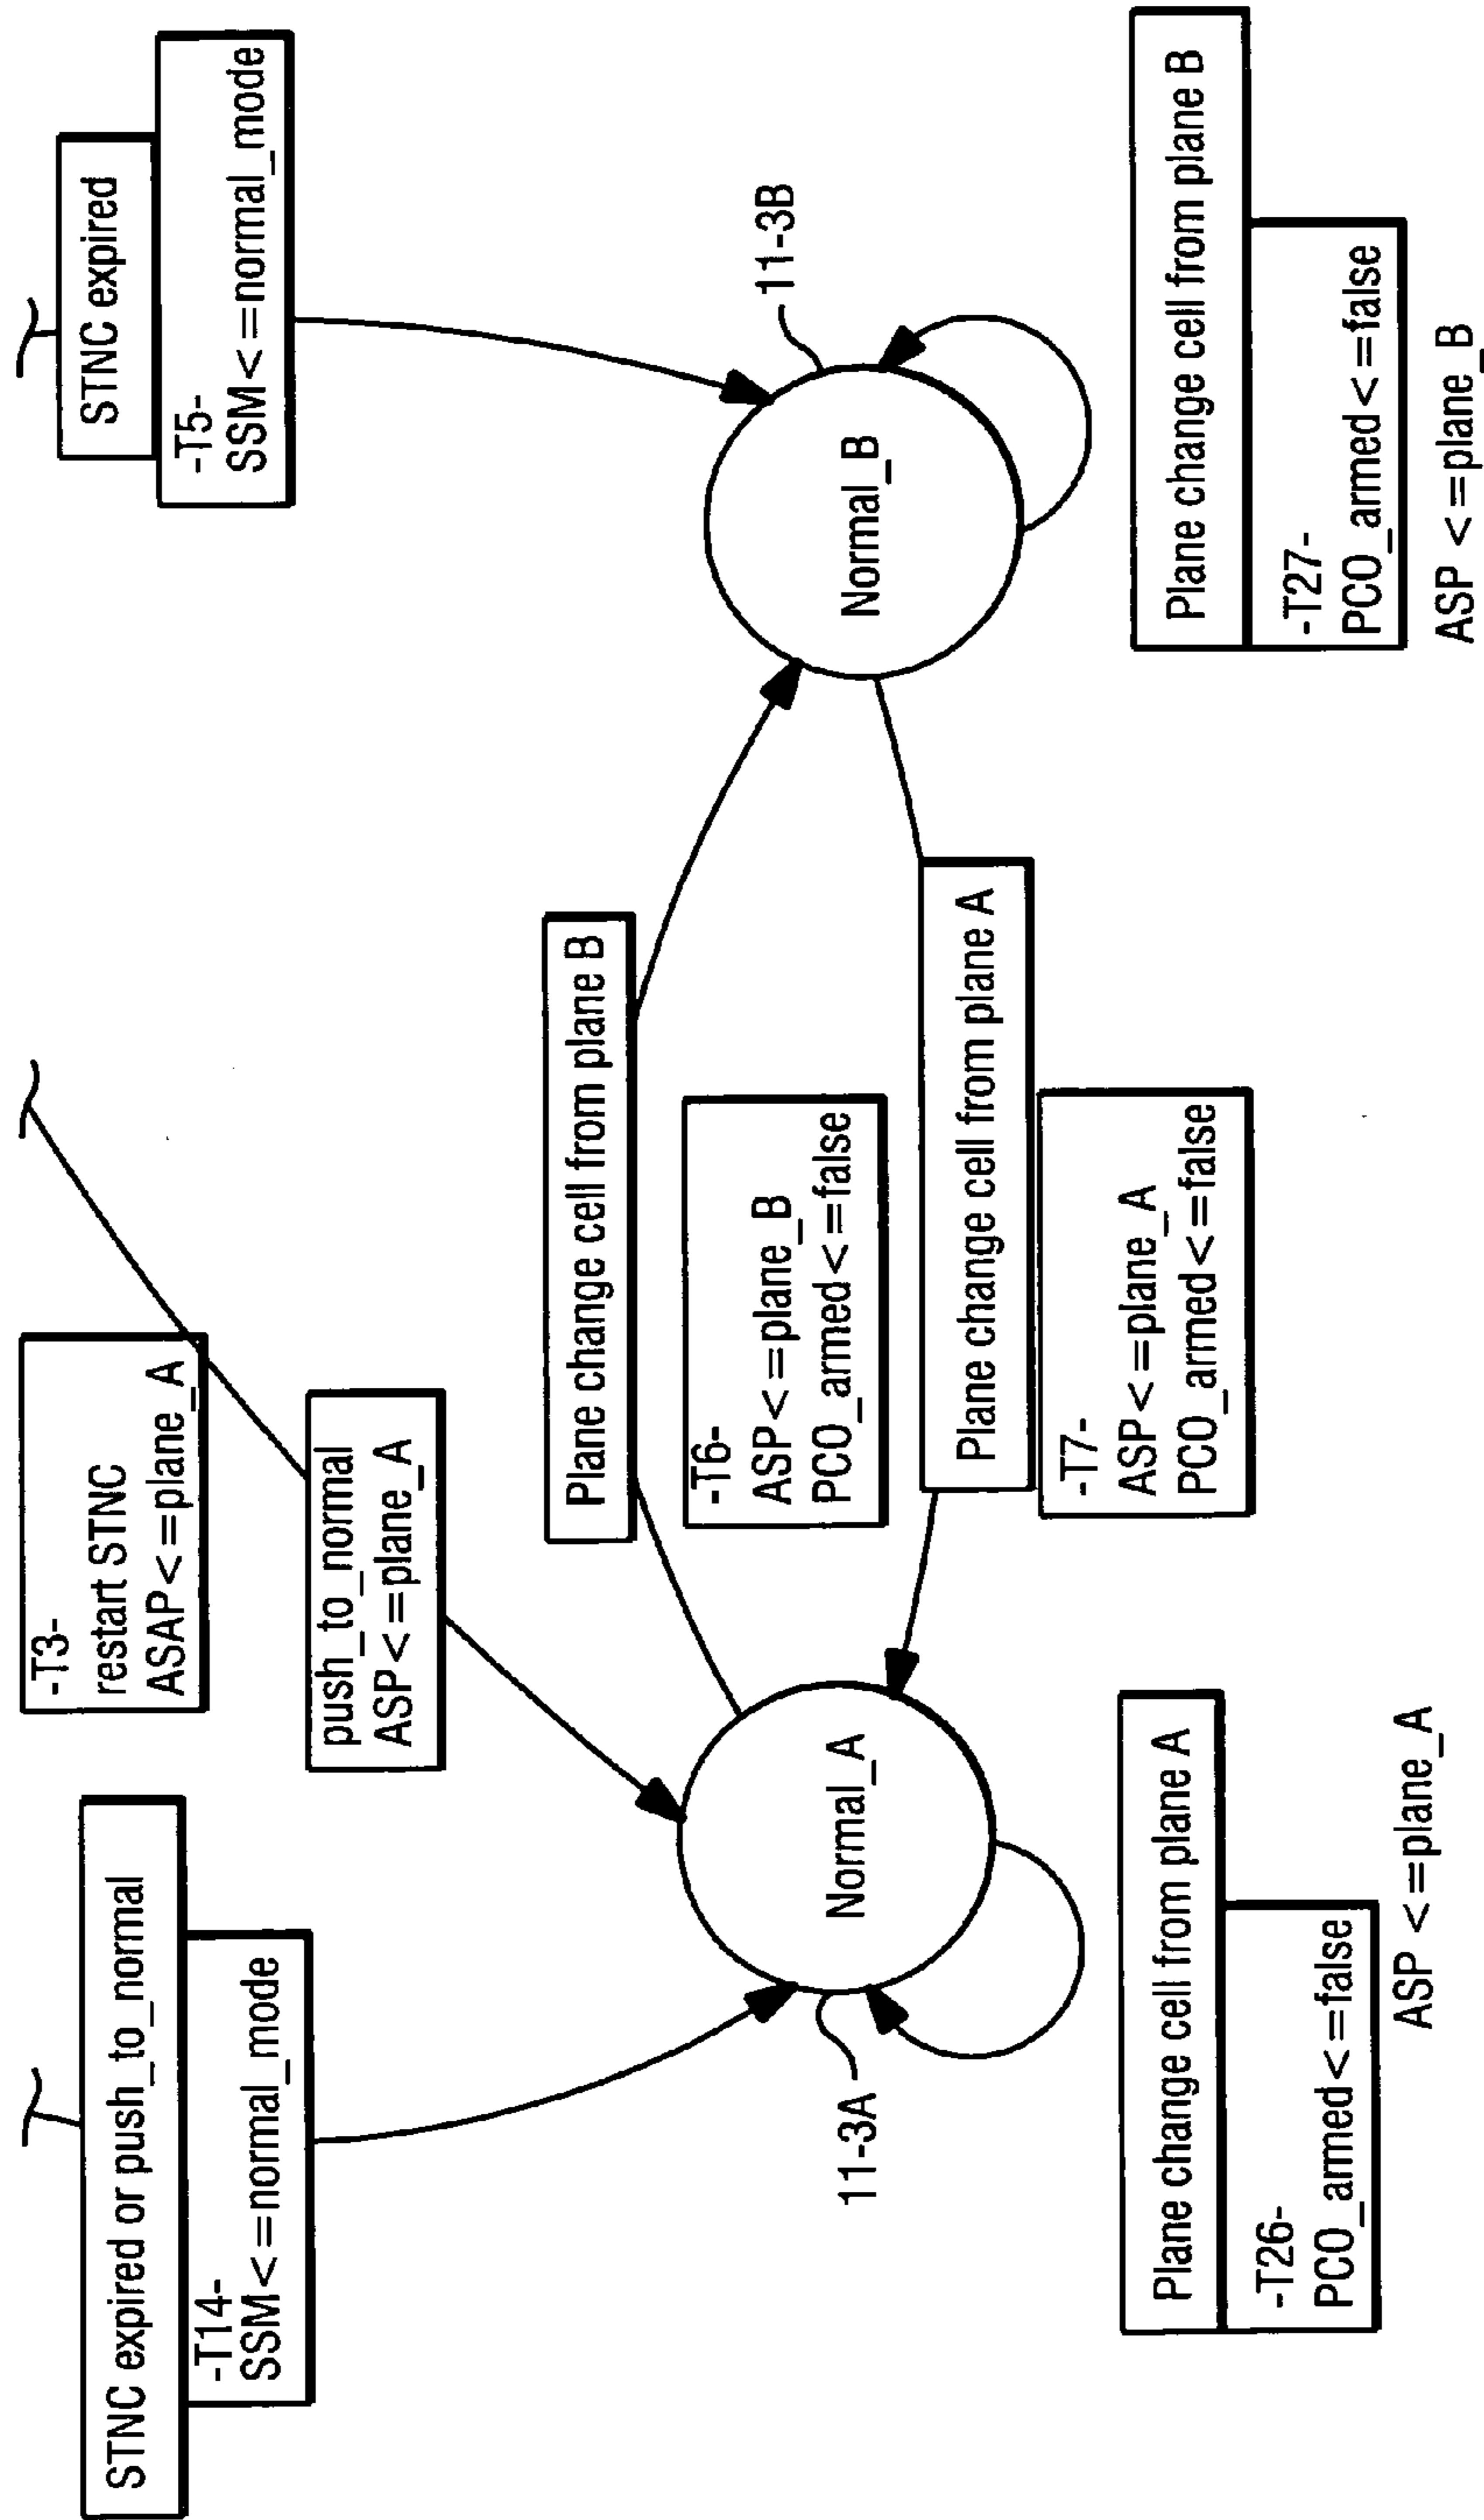 STNC expired or push_to_normal
-T14-
SSM<=normal_mode
-T3-
restart STNC
ASAP<=plane_A
push_to_normal
ASP<=plane_A
STNC expired
-T5-
SSM<=normal_mode
Plane change cell from plane B
-T6-
ASP<=plane_B
PCO_armed<=false
Normal_A
11-3A
Normal_B
11-3B
Plane change cell from plane A
-T7-
ASP<=plane_A
PCO_armed<=false
Plane change cell from plane A
-T26-
PCO_armed<=false
ASP <=plane_A
Plane change cell from plane B
-T27-
PCO_armed<=false
ASP <=plane_B